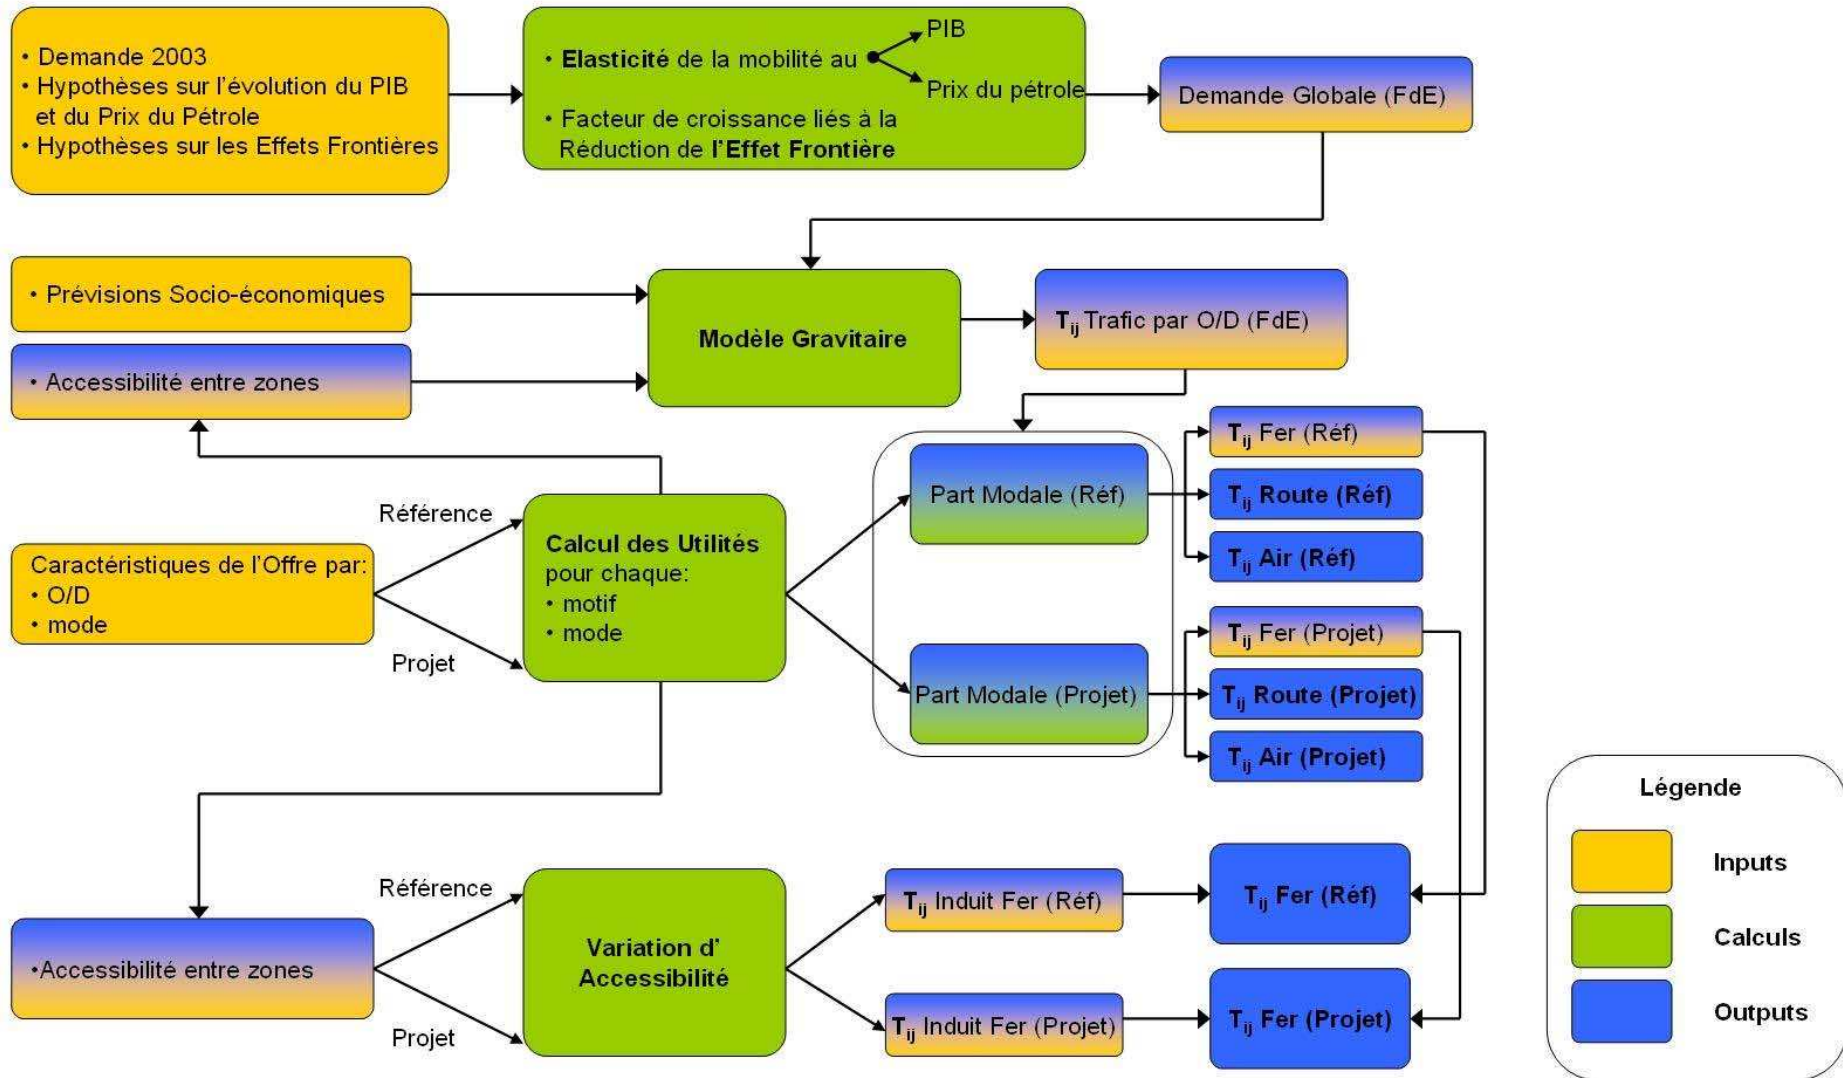 • Demande 2003
• Hypothèses sur l'évolution du PIB
et du Prix du Pétrole
• Hypothèses sur les Effets Frontières
• Elasticité de la mobilité au
PIB
Prix du pétrole
• Facteur de croissance liés à la
Réduction de l'Effet Frontière
Demande Globale (FdE)
• Prévisions Socio-économiques
• Accessibilité entre zones
Modèle Gravitaire
Tij Trafic par O/D (FdE)
Caractéristiques de l'Offre par:
• O/D
• mode
Référence
Projet
Calcul des Utilités
pour chaque:
• motif
• mode
Part Modale (Réf)
Part Modale (Projet)
Tij Fer (Réf)
Tij Route (Réf)
Tij Air (Réf)
Tij Fer (Projet)
Tij Route (Projet)
Tij Air (Projet)
•Accessibilité entre zones
Référence
Projet
Variation d'
Accessibilité
Tij Induit Fer (Réf)
Tij Induit Fer (Projet)
Tij Fer (Réf)
Tij Fer (Projet)
Légende
Inputs
Calculs
Outputs